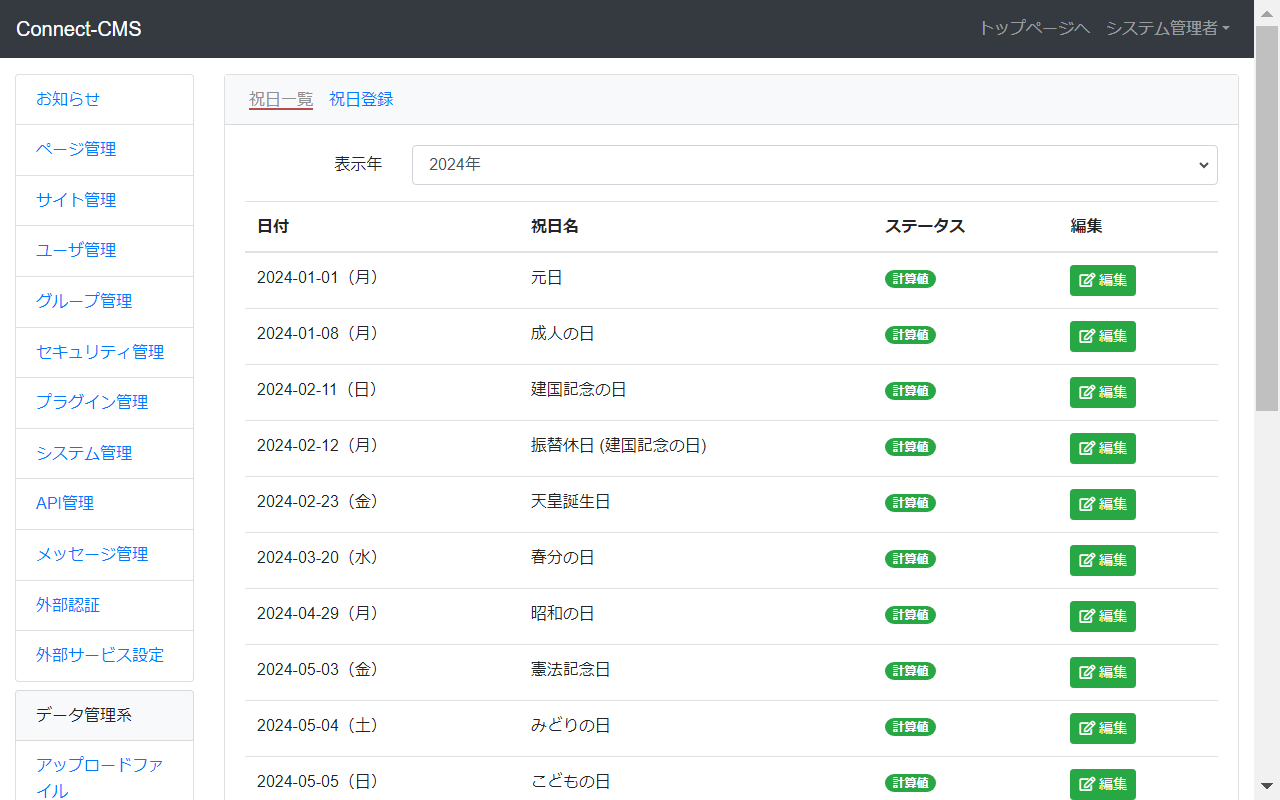 Connect-CMS
トップページへ システム管理者
お知らせ
ページ管理
サイト管理
ユーザ管理
グループ管理
セキュリティ管理
プラグイン管理
システム管理
API管理
メッセージ管理
外部認証
外部サービス設定
データ管理系
アップロードファ
イル
祝日一覧 祝日登録
表示年 2024年
日付 祝日名 ステータス 編集
2024-01-01（月） 元日 計算値 編集
2024-01-08（月） 成人の日 計算値 編集
2024-02-11（日） 建国記念の日 計算値 編集
2024-02-12（月） 振替休日 (建国記念の日) 計算値 編集
2024-02-23（金） 天皇誕生日 計算値 編集
2024-03-20（水） 春分の日 計算値 編集
2024-04-29（月） 昭和の日 計算値 編集
2024-05-03（金） 憲法記念日 計算値 編集
2024-05-04（土） みどりの日 計算値 編集
2024-05-05（日） こどもの日 計算値 編集